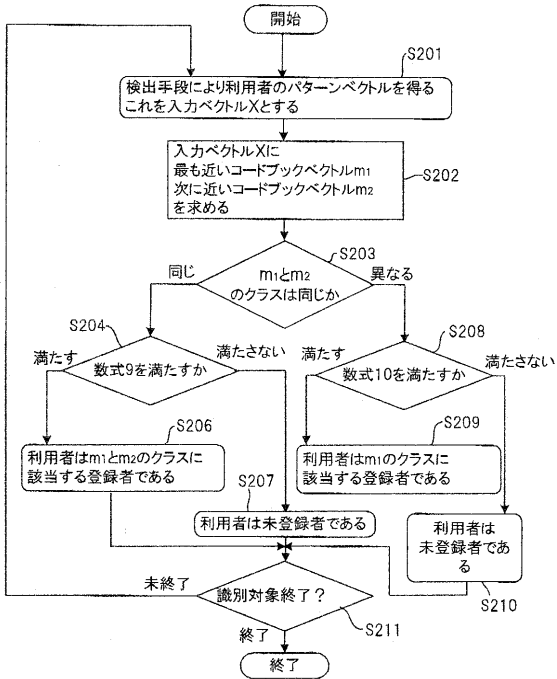 開始
S201
検出手段により利用者のパターンベクトルを得る
これを入力ベクトルXとする
入力ベクトルXに
最も近いコードブックベクトルm1
次に近いコードブックベクトルm2
を求める
S202
S203
m1とm2
のクラスは同じか
同じ
異なる
S204
数式9を満たすか
満たす
満たさない
S208
数式10を満たすか
満たす
満たさない
S206
利用者はm1とm2のクラスに
該当する登録者である
S209
利用者はm1のクラスに
該当する登録者である
S207
利用者は未登録者である
利用者は
未登録者であ
る
S210
未終了
識別対象終了？
S211
終了
終了